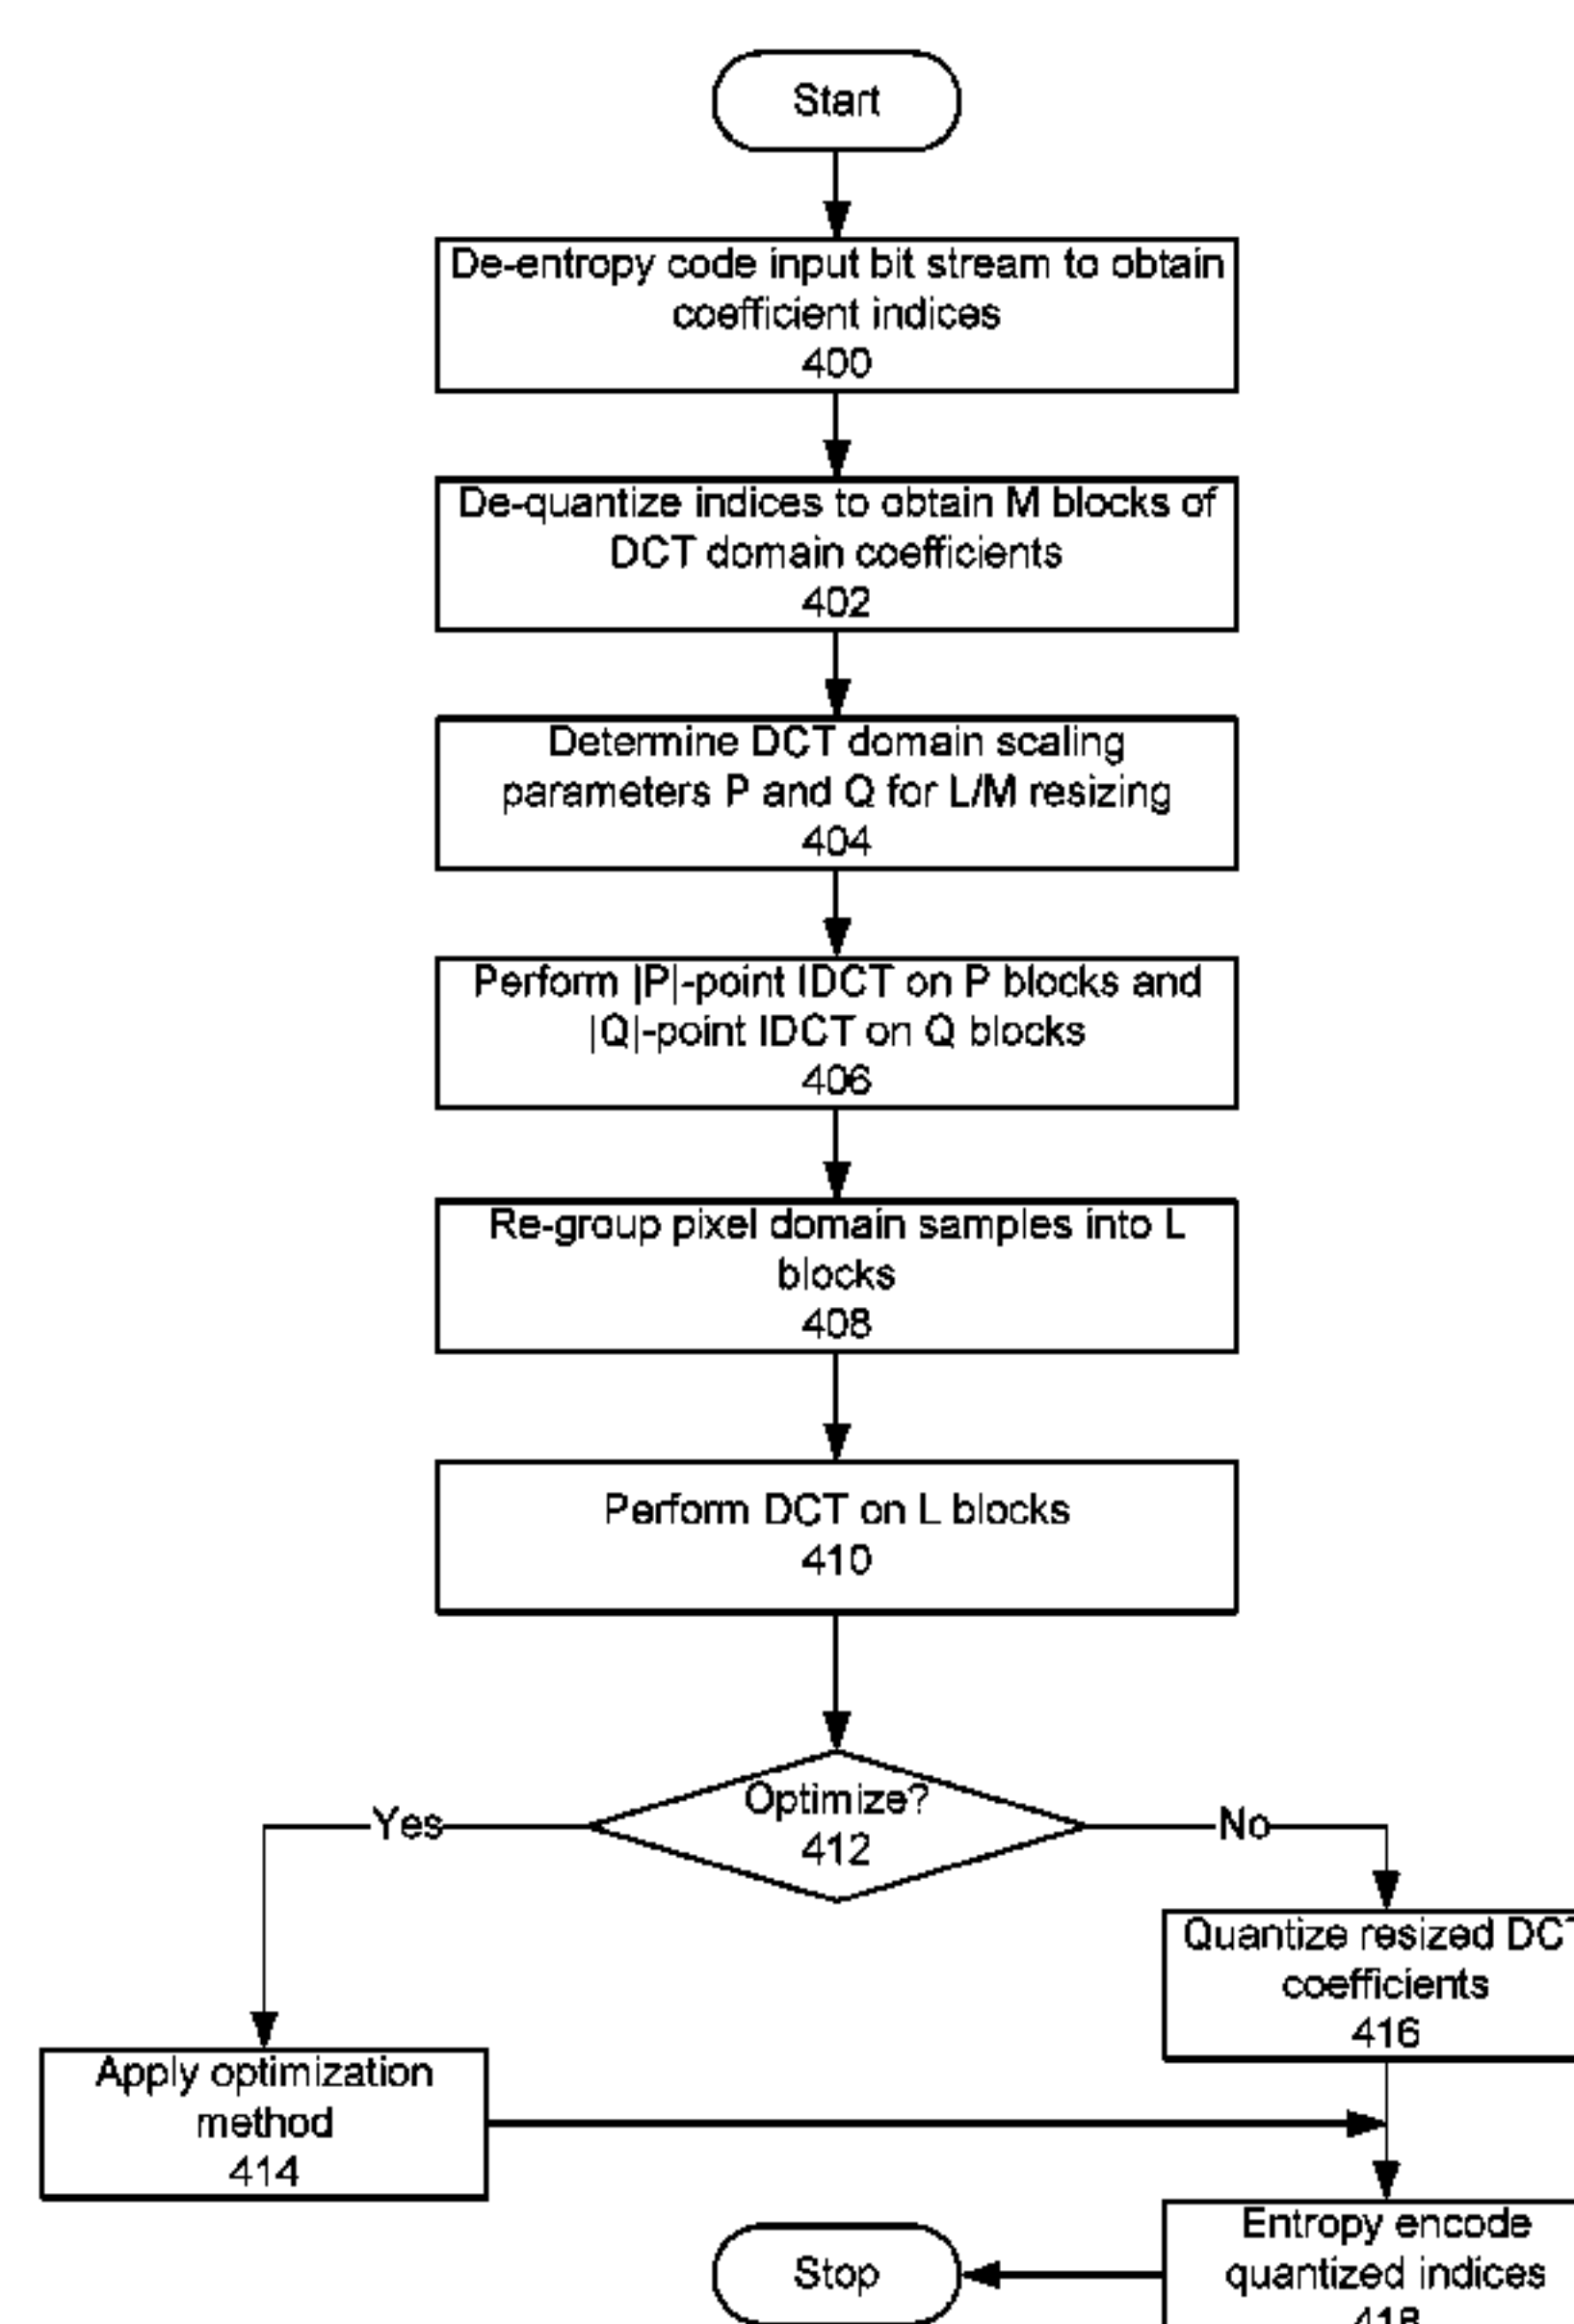 Start
De-entropy code input bit stream to obtain
coefficient indices
400
De-quantize indices to obtain M blocks of
DCT domain coefficients
402
Determine DCT domain scaling
parameters P and Q for L/M resizing
404
Perform |P|-point IDCT on P blocks and
|Q|-point IDCT on Q blocks
406
Re-group pixel domain samples into L
blocks
408
Perform DCT on L blocks
410
Optimize?
412
Yes
No
Quantize resized DCT
coefficients
416
Apply optimization
method
414
Entropy encode
quantized indices
418
Stop